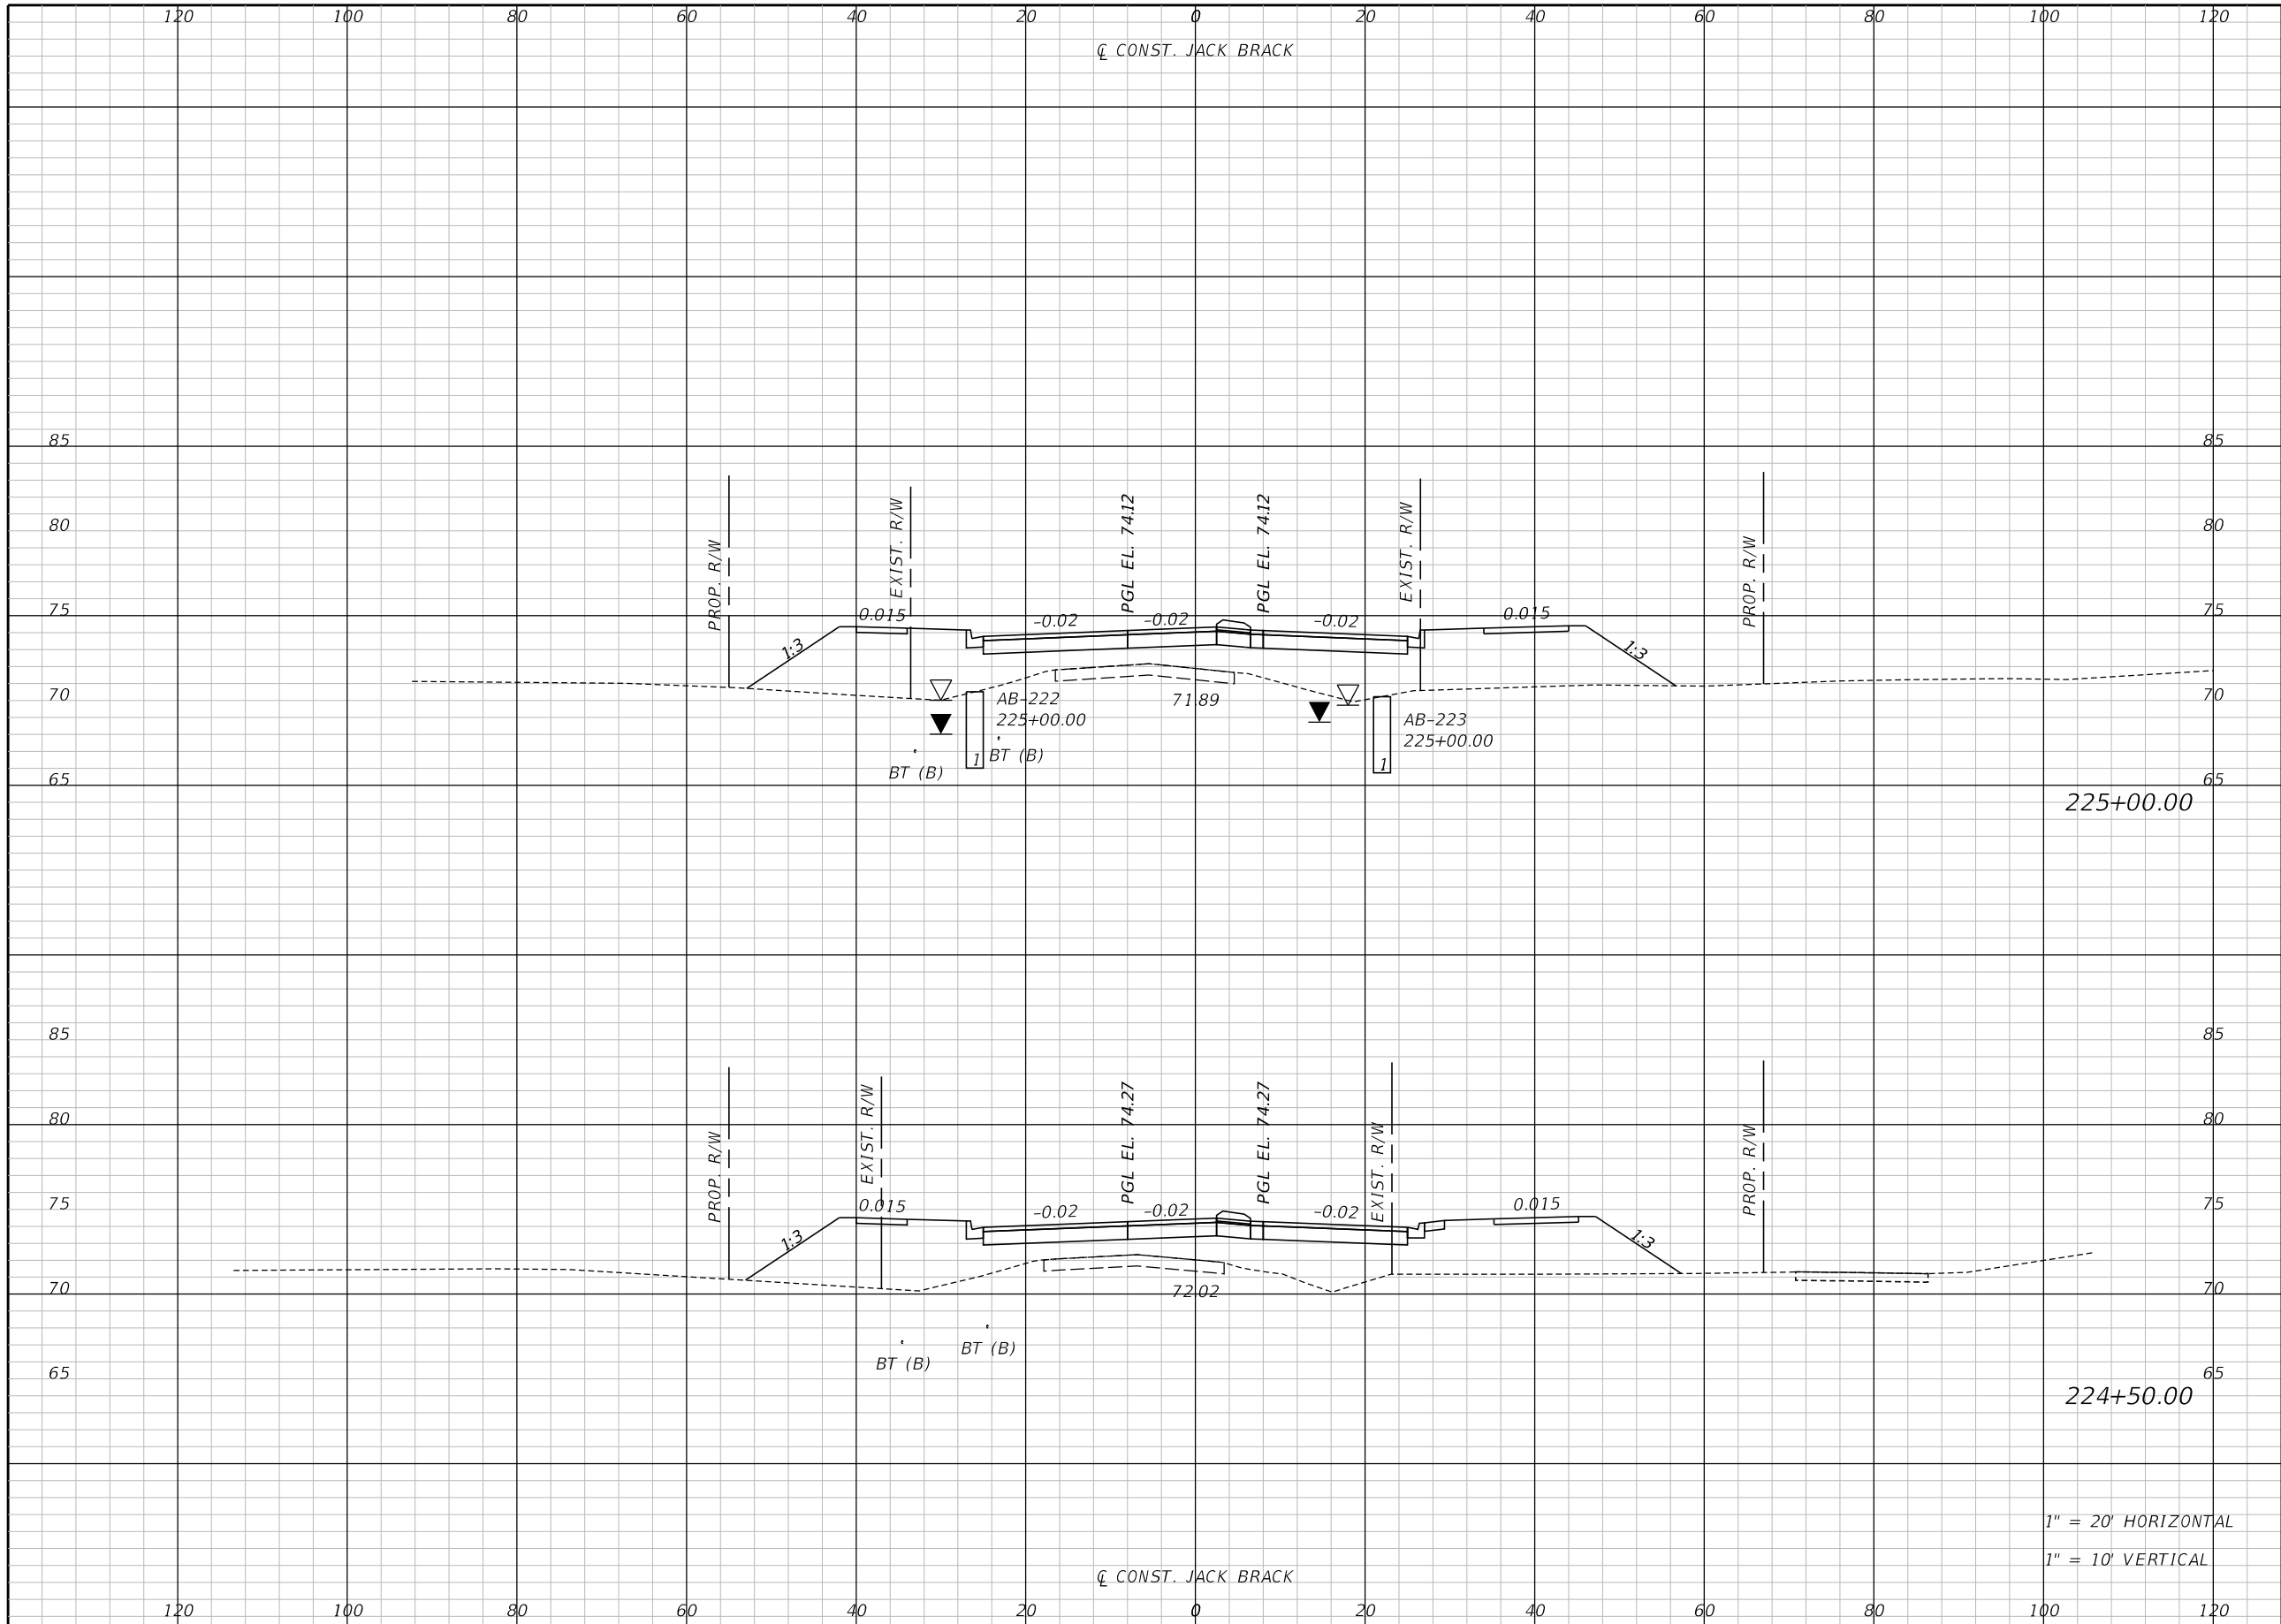 120 100 80 60 40 20 0 20 40 60 80 100 120
℄ CONST. JACK BRACK
85 85
80 80
75 75
70 70
65 65
PROP. R/W
EXIST. R/W
PGL EL. 74.12
PGL EL. 74.12
EXIST. R/W
PROP. R/W
1:3
0.015
-0.02
-0.02
-0.02
0.015
1:3
71.89
AB-222
225+00.00
1
BT (B)
BT (B)
AB-223
225+00.00
1
225+00.00
85 85
80 80
75 75
70 70
65 65
PROP. R/W
EXIST. R/W
PGL EL. 74.27
PGL EL. 74.27
EXIST. R/W
PROP. R/W
1:3
0.015
-0.02
-0.02
-0.02
0.015
1:3
72.02
BT (B)
BT (B)
224+50.00
1" = 20' HORIZONTAL
1" = 10' VERTICAL
℄ CONST. JACK BRACK
120 100 80 60 40 20 0 20 40 60 80 100 120